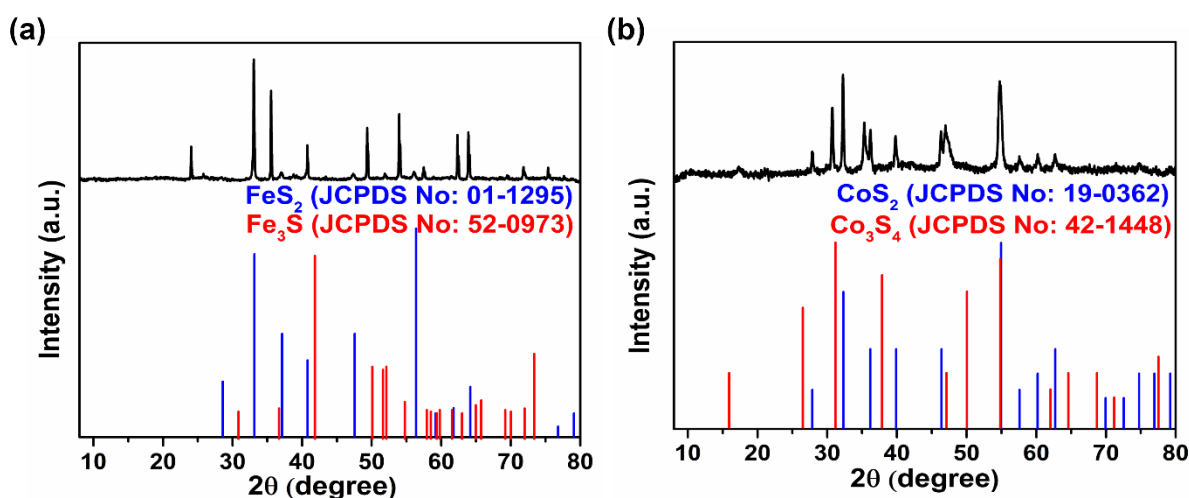 (a)
Intensity (a.u.)
FeS₂ (JCPDS No: 01-1295)
Fe₃S (JCPDS No: 52-0973)
10 20 30 40 50 60 70 80
2θ (degree)
(b)
Intensity (a.u.)
CoS₂ (JCPDS No: 19-0362)
Co₃S₄ (JCPDS No: 42-1448)
10 20 30 40 50 60 70 80
2θ (degree)